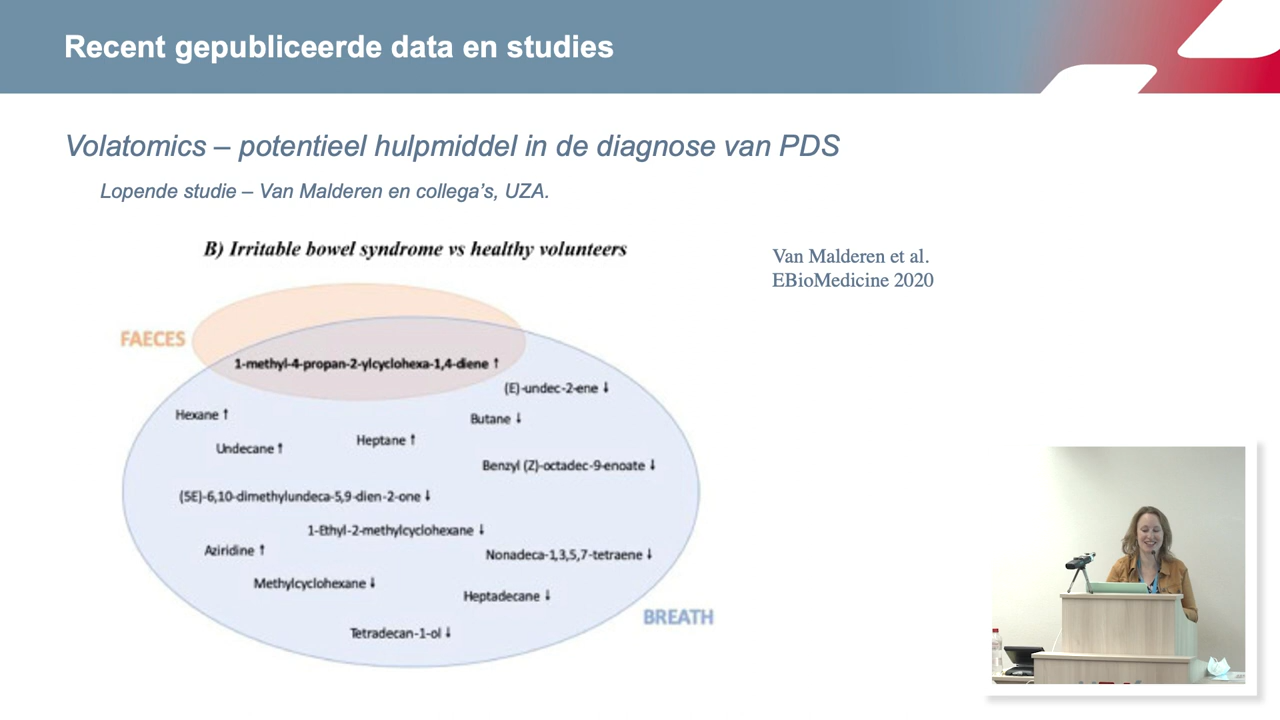 Recent gepubliceerde data en studies
Volatomics – potentieel hulpmiddel in de diagnose van PDS
Lopende studie – Van Malderen en collega's, UZA.
B) Irritable bowel syndrome vs healthy volunteers
Van Malderen et al.
EBioMedicine 2020
FAECES
1-methyl-4-propan-2-ylcyclohexa-1,4-diene ↑
(E)-undec-2-ene ↓
Hexane ↑
Butane ↓
Undecane ↑
Heptane ↑
Benzyl (Z)-octadec-9-enoate ↓
(5E)-6,10-dimethylundeca-5,9-dien-2-one ↓
1-Ethyl-2-methylcyclohexane ↓
Aziridine ↑
Nonadeca-1,3,5,7-tetraene ↓
Methylcyclohexane ↓
Heptadecane ↓
BREATH
Tetradecan-1-ol ↓